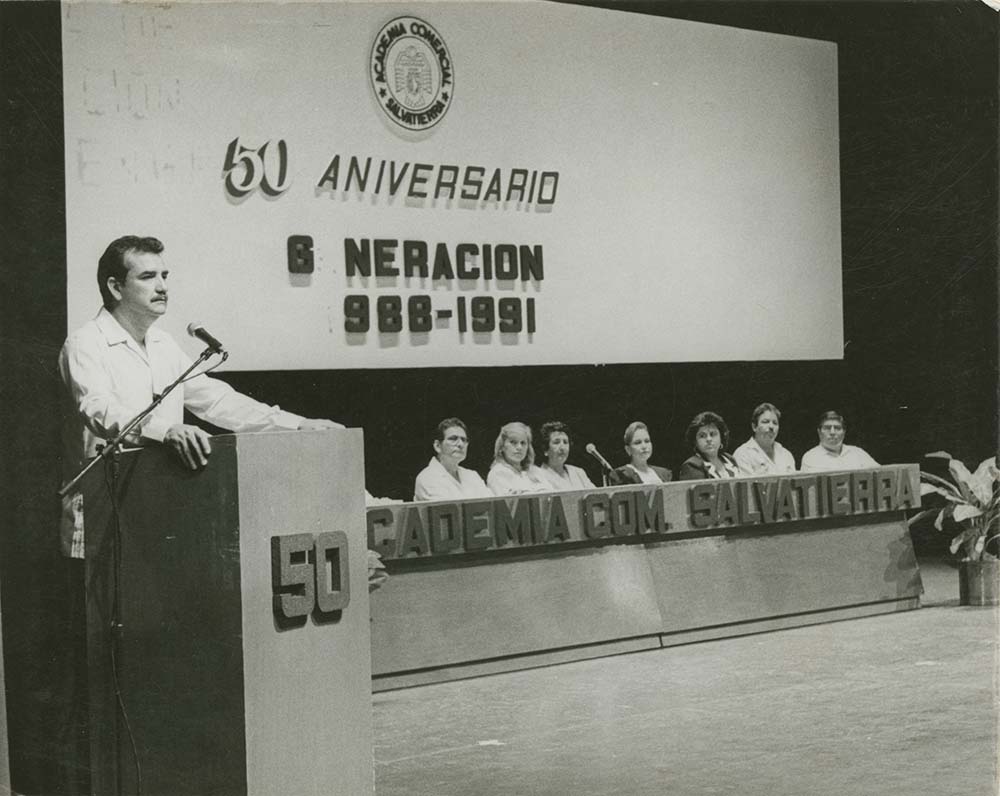 ACADEMIA COMERCIAL
★ SALVATIERRA ★
50 ANIVERSARIO
G NERACION
988-1991
CADEMIA COM. SALVATIERRA
50